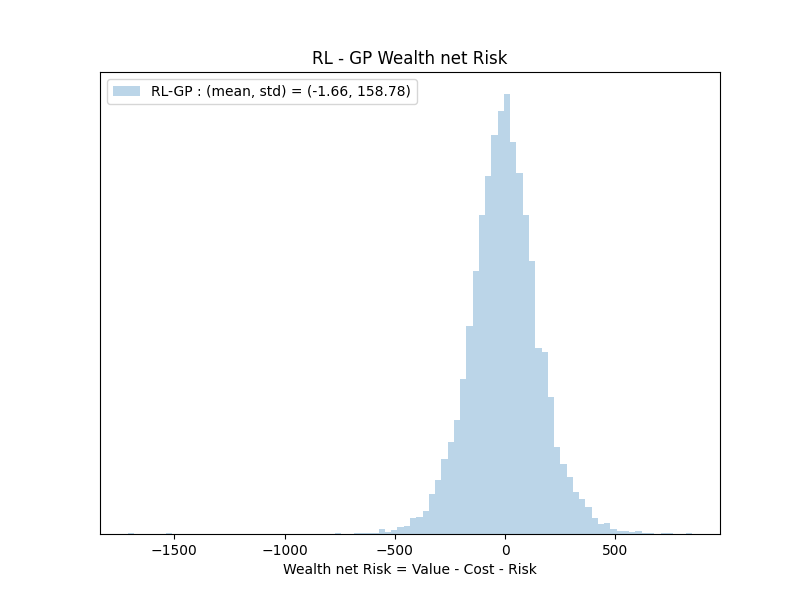 RL - GP Wealth net Risk
RL-GP : (mean, std) = (-1.66, 158.78)
−1500 −1000 −500 0 500
Wealth net Risk = Value - Cost - Risk